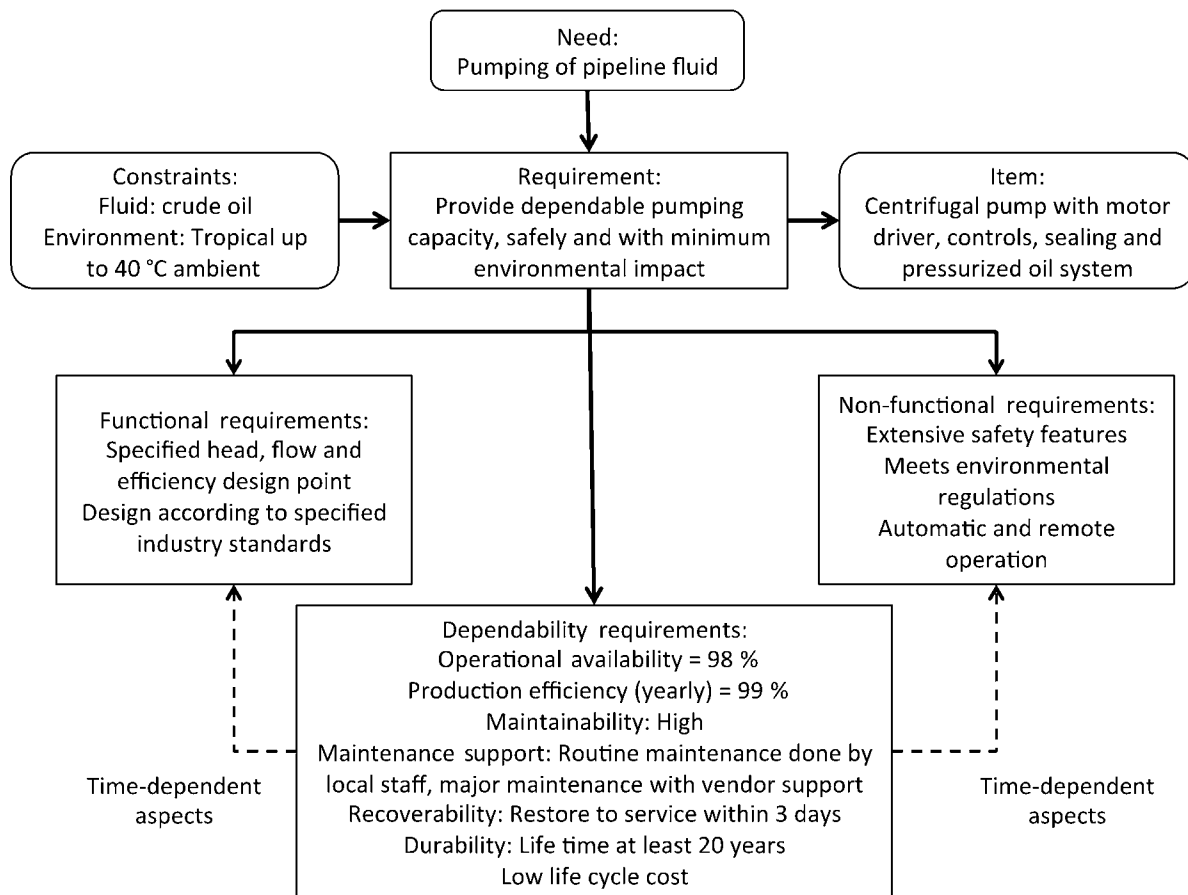 Need:
Pumping of pipeline fluid
Constraints:
Fluid: crude oil
Environment: Tropical up
to 40 °C ambient
Requirement:
Provide dependable pumping
capacity, safely and with minimum
environmental impact
Item:
Centrifugal pump with motor
driver, controls, sealing and
pressurized oil system
Functional requirements:
Specified head, flow and
efficiency design point
Design according to specified
industry standards
Non-functional requirements:
Extensive safety features
Meets environmental
regulations
Automatic and remote
operation
Dependability requirements:
Operational availability = 98 %
Production efficiency (yearly) = 99 %
Maintainability: High
Maintenance support: Routine maintenance done by
local staff, major maintenance with vendor support
Recoverability: Restore to service within 3 days
Durability: Life time at least 20 years
Low life cycle cost
Time-dependent
aspects
Time-dependent
aspects